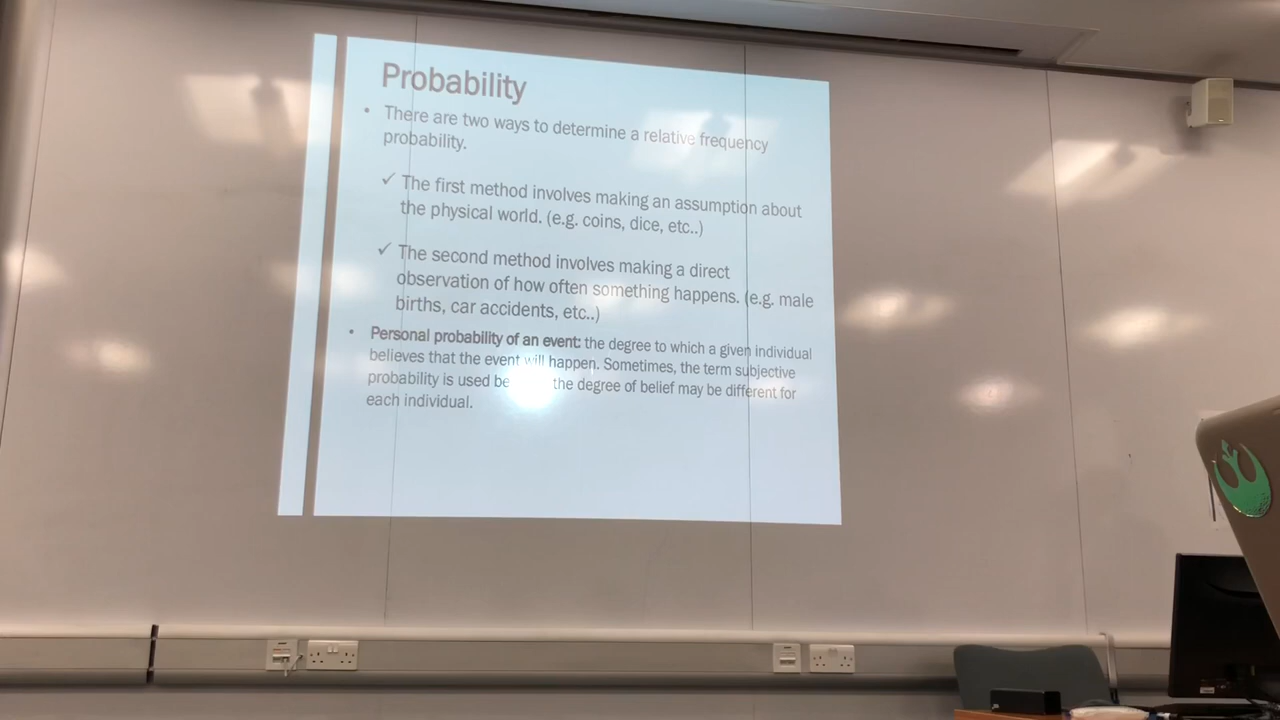 Probability
• There are two ways to determine a relative frequency
probability.
✓ The first method involves making an assumption about
the physical world. (e.g. coins, dice, etc..)
✓ The second method involves making a direct
observation of how often something happens. (e.g. male
births, car accidents, etc..)
• Personal probability of an event: the degree to which a given individual
believes that the event will happen. Sometimes, the term subjective
probability is used be the degree of belief may be different for
each individual.